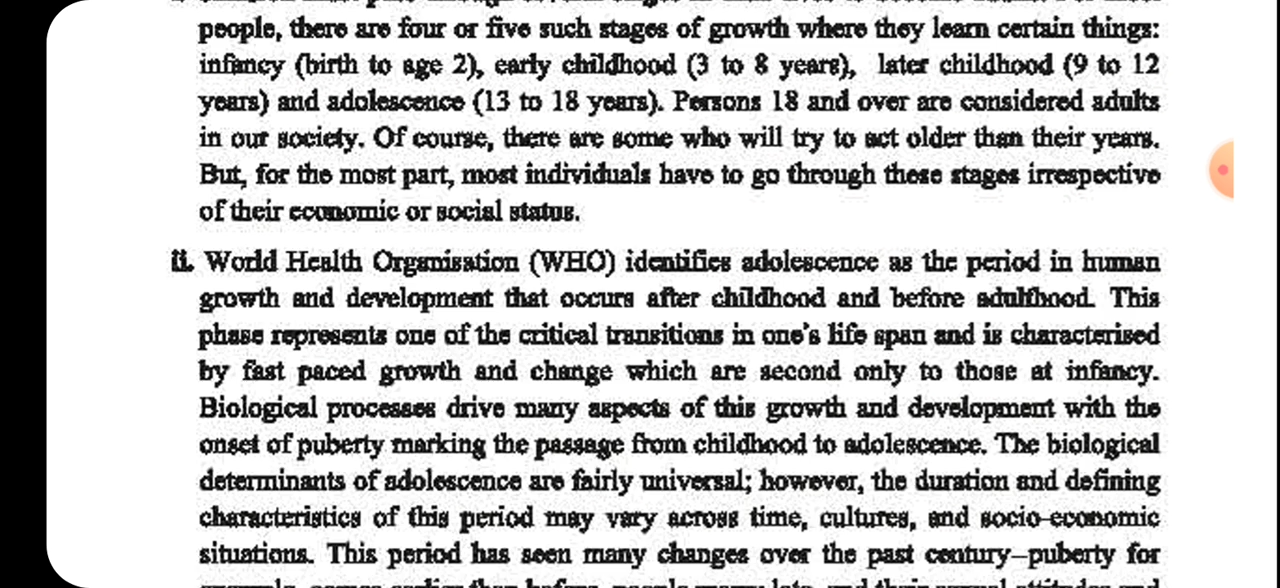 people, there are four or five such stages of growth where they learn certain things:
infancy (birth to age 2), early childhood (3 to 8 years), later childhood (9 to 12
years) and adolescence (13 to 18 years). Persons 18 and over are considered adults
in our society. Of course, there are some who will try to act older than their years.
But, for the most part, most individuals have to go through these stages irrespective
of their economic or social status.
ii. World Health Organisation (WHO) identifies adolescence as the period in human
growth and development that occurs after childhood and before adulthood. This
phase represents one of the critical transitions in one's life span and is characterised
by fast paced growth and change which are second only to those at infancy.
Biological processes drive many aspects of this growth and development with the
onset of puberty marking the passage from childhood to adolescence. The biological
determinants of adolescence are fairly universal; however, the duration and defining
characteristics of this period may vary across time, cultures, and socio-economic
situations. This period has seen many changes over the past century–puberty for